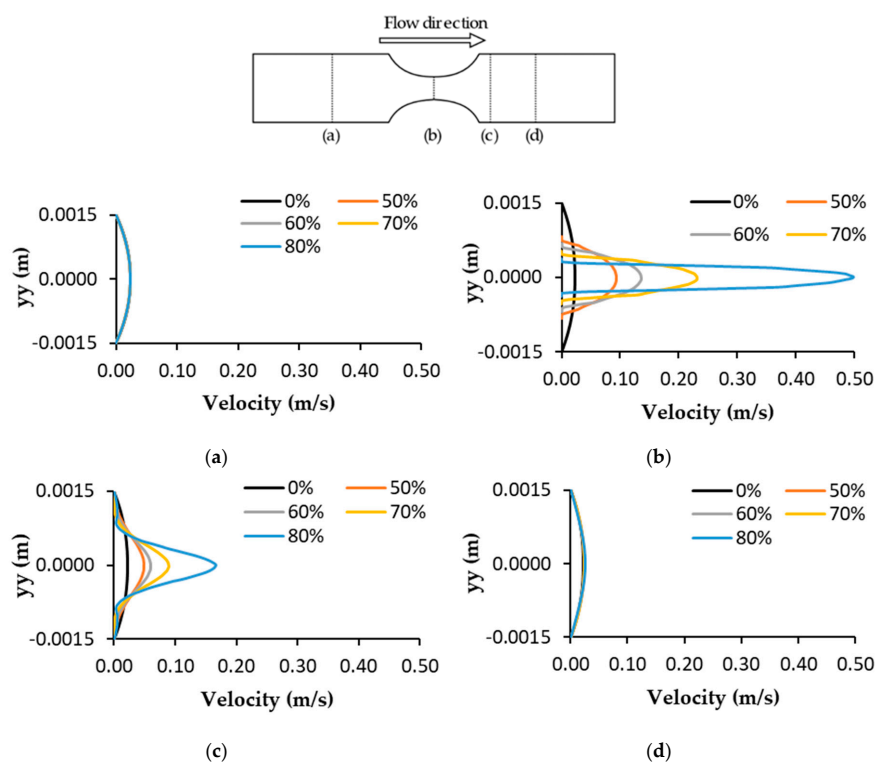 Flow direction
(a) (b) (c) (d)
0% 50%
60% 70%
80%
0.0015
0.0000
-0.0015
yy (m)
0.00 0.10 0.20 0.30 0.40 0.50
Velocity (m/s)
(a)
0% 50%
60% 70%
0.0015
0.0000
-0.0015
yy (m)
0.00 0.10 0.20 0.30 0.40 0.50
Velocity (m/s)
(b)
0% 50%
60% 70%
80%
0.0015
0.0000
-0.0015
yy (m)
0.00 0.10 0.20 0.30 0.40 0.50
Velocity (m/s)
(c)
0% 50%
60% 70%
80%
0.0015
0.0000
-0.0015
yy (m)
0.00 0.10 0.20 0.30 0.40 0.50
Velocity (m/s)
(d)